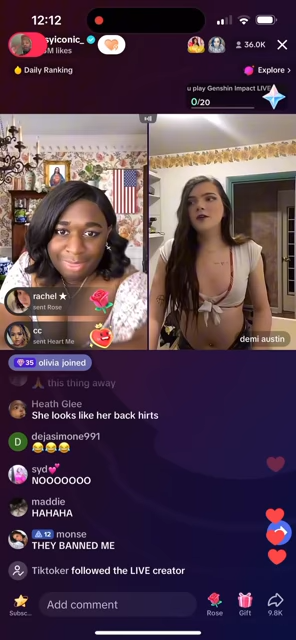 12:12
syiconic_
M likes
36.0K
Daily Ranking
Explore >
u play Genshin Impact LIVE
0/20
rachel ★
sent Rose
cc
sent Heart Me
demi austin
35 olivia joined
🙏 this thing away
Heath Glee
She looks like her back hirts
D
dejasimone991
😂😂😂
syd💕
NOOOOOOO
maddie
HAHAHA
12 monse
THEY BANNED ME
Tiktoker followed the LIVE creator
Subsc...
Add comment
Rose
Gift
9.8K